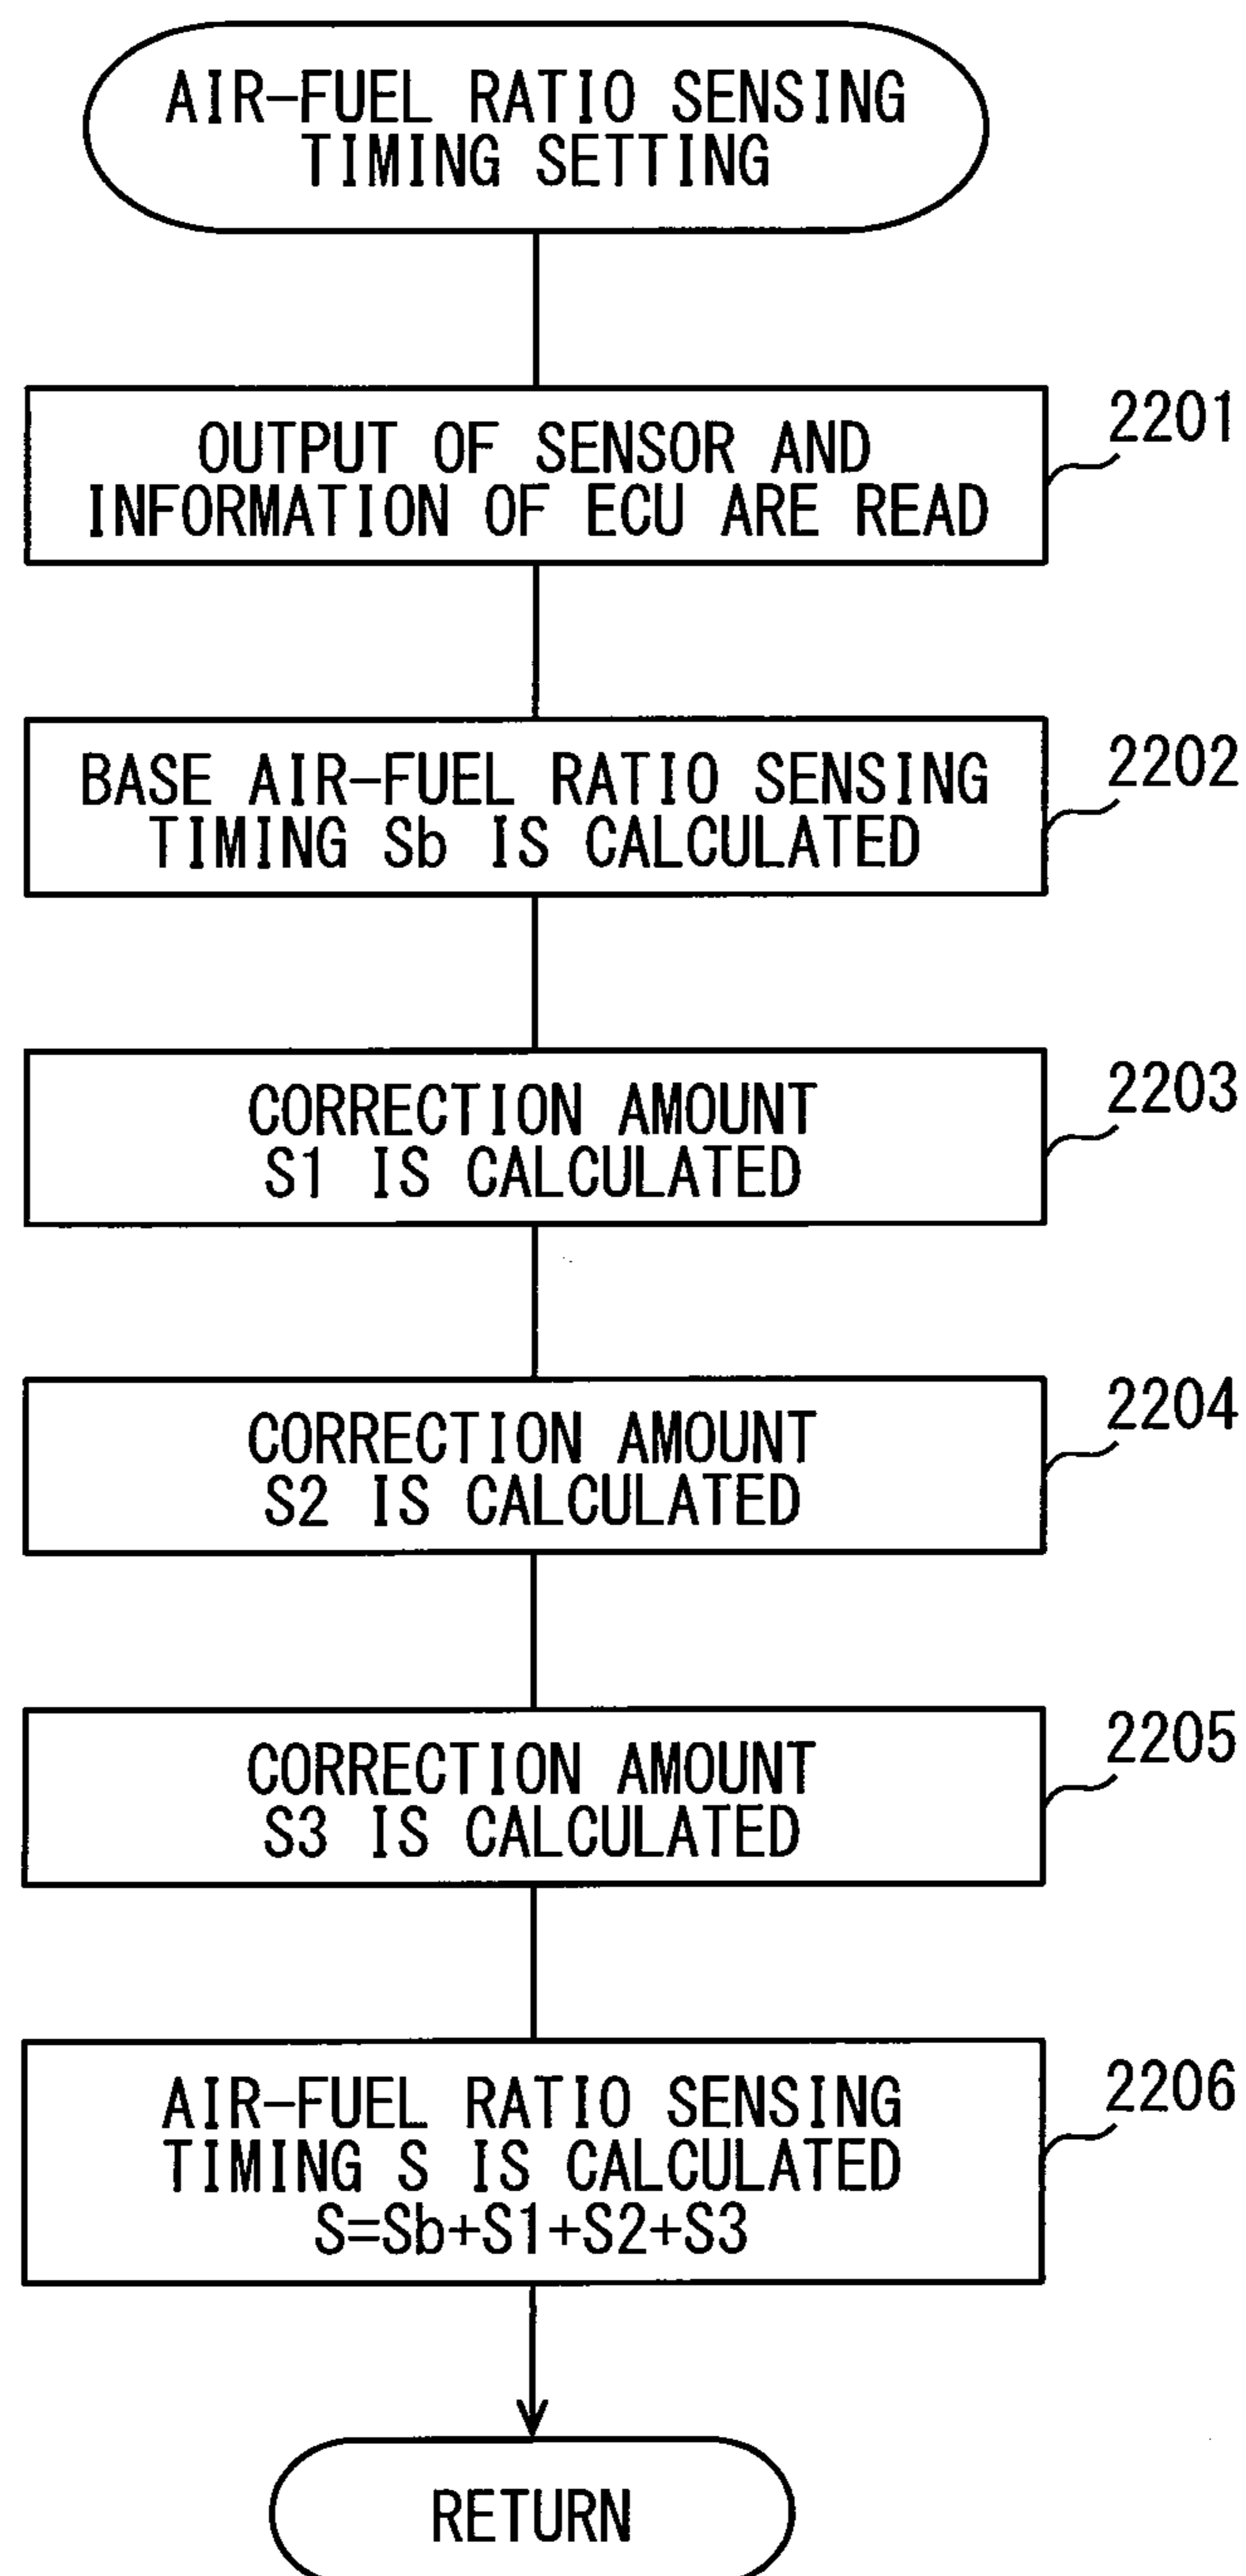 AIR-FUEL RATIO SENSING
TIMING SETTING
OUTPUT OF SENSOR AND
INFORMATION OF ECU ARE READ
2201
BASE AIR-FUEL RATIO SENSING
TIMING Sb IS CALCULATED
2202
CORRECTION AMOUNT
S1 IS CALCULATED
2203
CORRECTION AMOUNT
S2 IS CALCULATED
2204
CORRECTION AMOUNT
S3 IS CALCULATED
2205
AIR-FUEL RATIO SENSING
TIMING S IS CALCULATED
S=Sb+S1+S2+S3
2206
RETURN